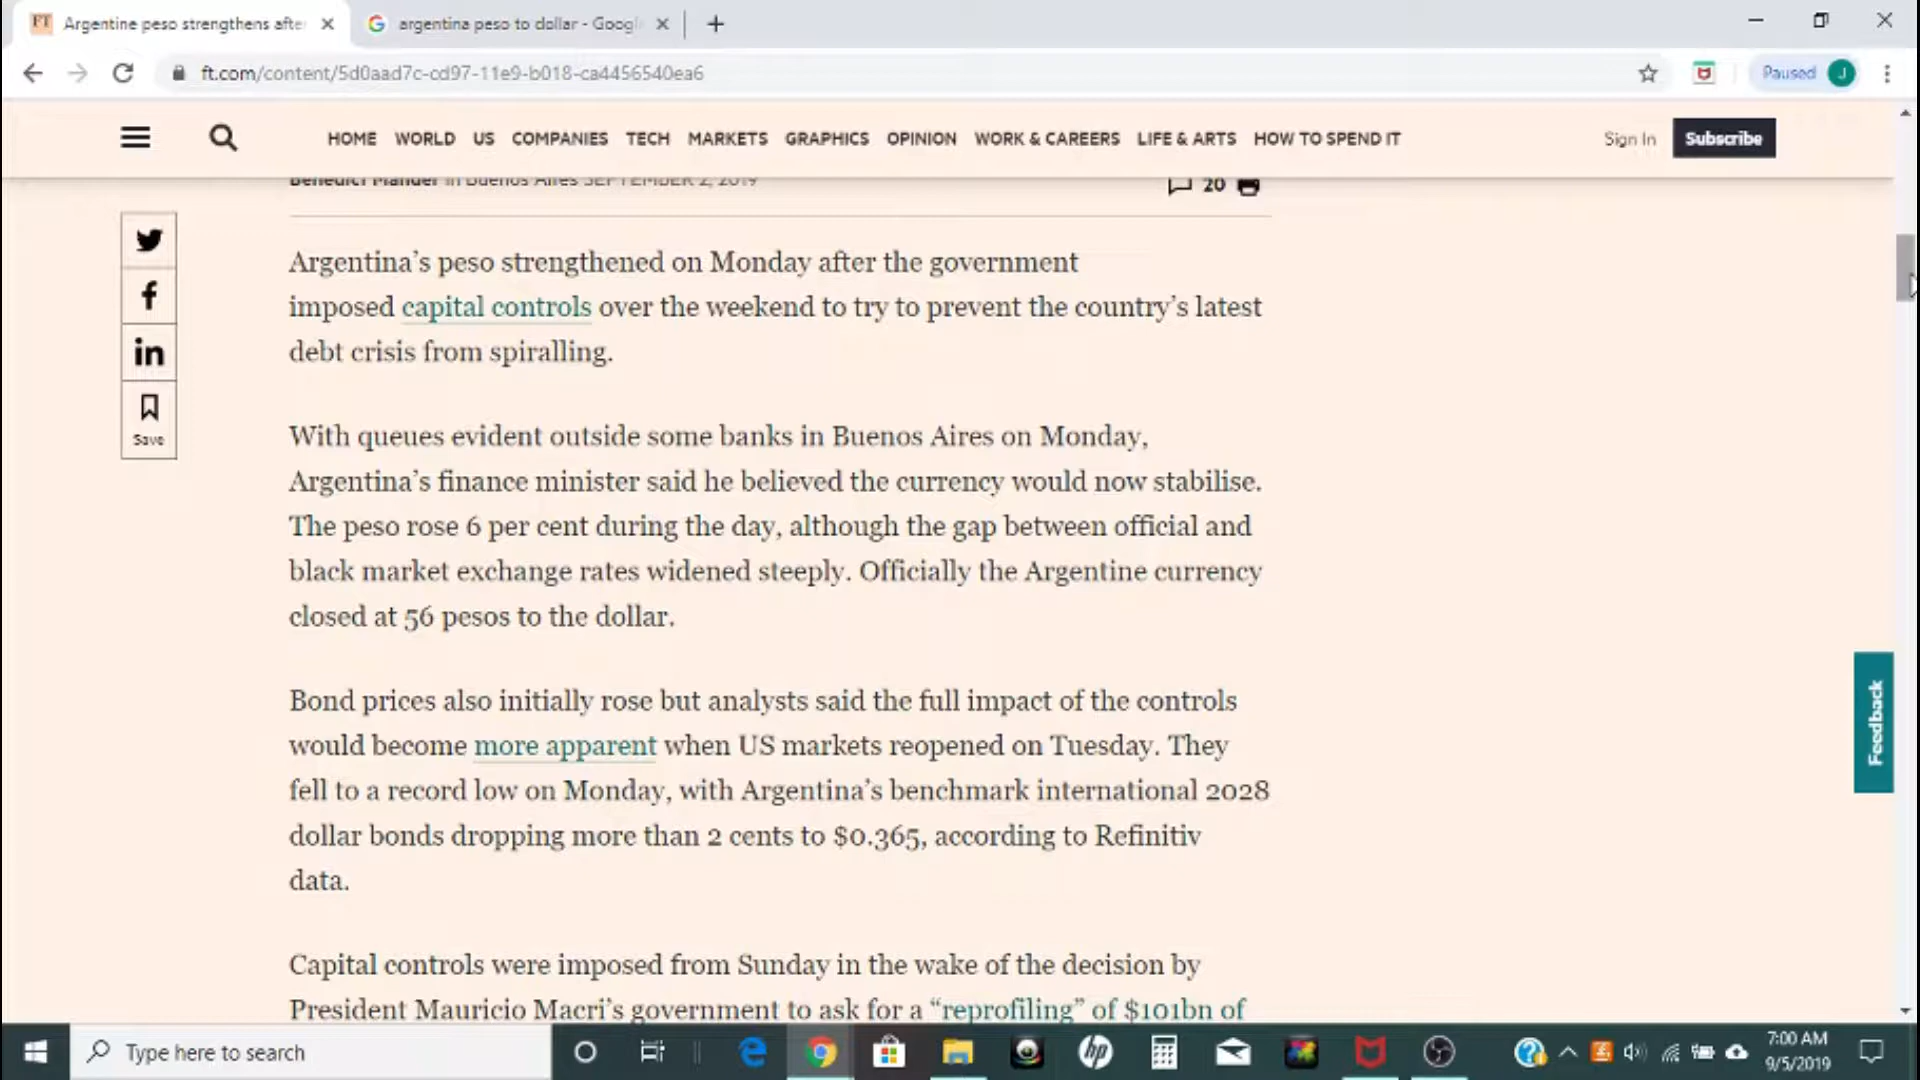 Argentine peso strengthens afte
argentina peso to dollar - Googl
ft.com/content/5d0aad7c-cd97-11e9-b018-ca4456540ea6
Paused J
HOME WORLD US COMPANIES TECH MARKETS GRAPHICS OPINION WORK & CAREERS LIFE & ARTS HOW TO SPEND IT
Sign In Subscribe
Benedict Mander in Buenos Aires SEPTEMBER 2, 2019
20
Save
Argentina’s peso strengthened on Monday after the government
imposed capital controls over the weekend to try to prevent the country’s latest
debt crisis from spiralling.
With queues evident outside some banks in Buenos Aires on Monday,
Argentina’s finance minister said he believed the currency would now stabilise.
The peso rose 6 per cent during the day, although the gap between official and
black market exchange rates widened steeply. Officially the Argentine currency
closed at 56 pesos to the dollar.
Bond prices also initially rose but analysts said the full impact of the controls
would become more apparent when US markets reopened on Tuesday. They
fell to a record low on Monday, with Argentina’s benchmark international 2028
dollar bonds dropping more than 2 cents to $0.365, according to Refinitiv
data.
Capital controls were imposed from Sunday in the wake of the decision by
President Mauricio Macri’s government to ask for a “reprofiling” of $101bn of
Feedback
Type here to search
7:00 AM
9/5/2019